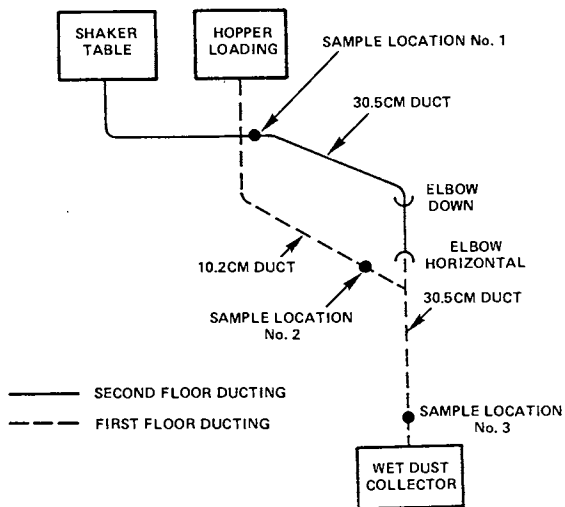 SHAKER
TABLE
HOPPER
LOADING
SAMPLE LOCATION No. 1
30.5CM DUCT
ELBOW
DOWN
ELBOW
HORIZONTAL
10.2CM DUCT
30.5CM DUCT
SAMPLE LOCATION
No. 2
SECOND FLOOR DUCTING
FIRST FLOOR DUCTING
SAMPLE LOCATION
No. 3
WET DUST
COLLECTOR